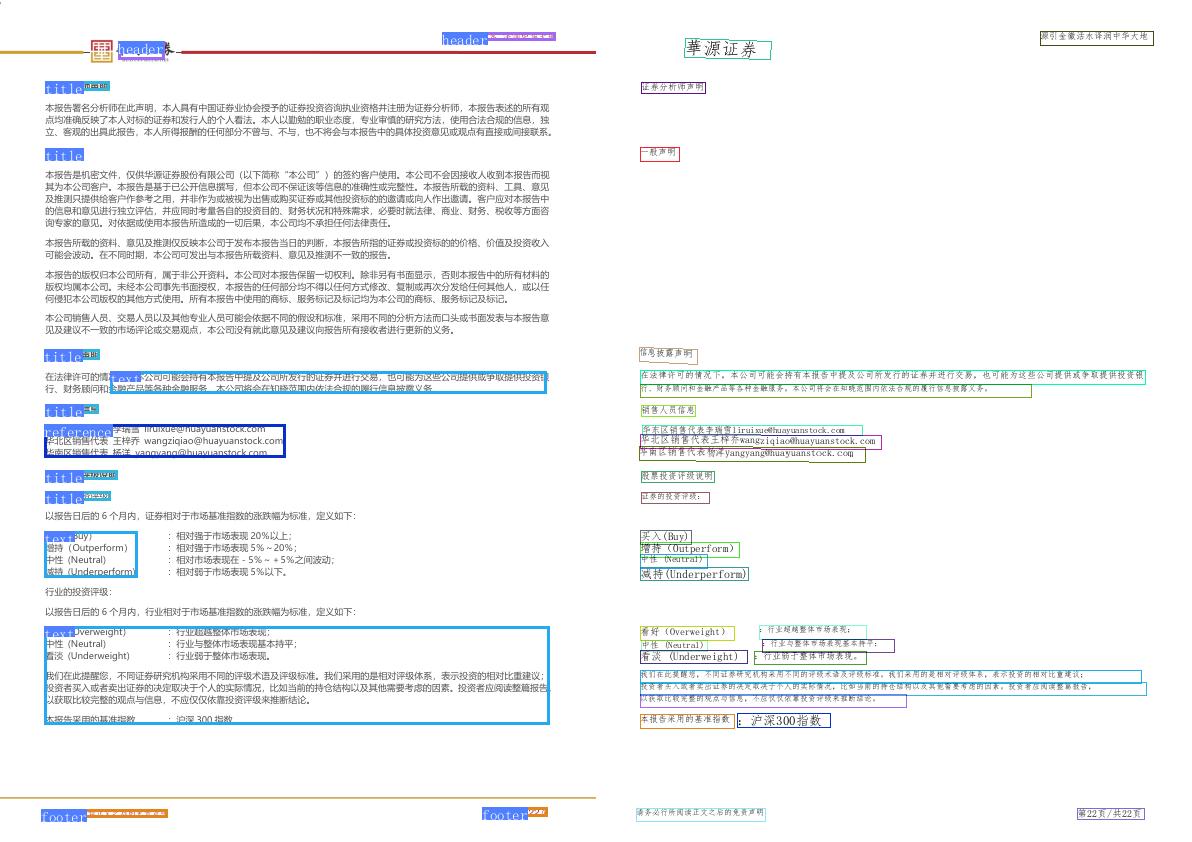 header
header
title
本报告署名分析师在此声明，本人具有中国证券业协会授予的证券投资咨询执业资格并注册为证券分析师，本报告表述的所有观
点均准确反映了本人对标的证券和发行人的个人看法。本人以勤勉的职业态度，专业审慎的研究方法，使用合法合规的信息，独
立、客观的出具此报告，本人所得报酬的任何部分不曾与、不与，也不将会与本报告中的具体投资意见或观点有直接或间接联系。
title
本报告是机密文件，仅供华源证券股份有限公司（以下简称“本公司”）的签约客户使用。本公司不会因接收人收到本报告而视
其为本公司客户。本报告是基于已公开信息撰写，但本公司不保证该等信息的准确性或完整性。本报告所载的资料、工具、意见
及推测只提供给客户作参考之用，并非作为或被视为出售或购买证券或其他投资标的的邀请或向人作出邀请。客户应对本报告中
的信息和意见进行独立评估，并应同时考量各自的投资目的、财务状况和特殊需求，必要时就法律、商业、财务、税收等方面咨
询专家的意见。对依据或使用本报告所造成的一切后果，本公司均不承担任何法律责任。
本报告所载的资料、意见及推测仅反映本公司于发布本报告当日的判断，本报告所指的证券或投资标的的价格、价值及投资收入
可能会波动。在不同时期，本公司可发出与本报告所载资料、意见及推测不一致的报告。
本报告的版权归本公司所有，属于非公开资料。本公司对本报告保留一切权利。除非另有书面显示，否则本报告中的所有材料的
版权均属本公司。未经本公司事先书面授权，本报告的任何部分均不得以任何方式修改、复制或再次分发给任何其他人，或以任
何侵犯本公司版权的其他方式使用。所有本报告中使用的商标、服务标记及标记均为本公司的商标、服务标记及标记。
本公司销售人员、交易人员以及其他专业人员可能会依据不同的假设和标准，采用不同的分析方法而口头或书面发表与本报告意
见及建议不一致的市场评论或交易观点，本公司没有就此意见及建议向报告所有接收者进行更新的义务。
title
在法律许可的情 text 公司可能会持有本报告中提及公司所发行的证券并进行交易，也可能为这些公司提供或争取提供投资银
行、财务顾问和金融产品等各种金融服务。本公司将会在知晓范围内依法合规的履行信息披露义务。
title
reference 李瑞雪 liruixue@huayuanstock.com
华北区销售代表 王梓乔 wangziqiao@huayuanstock.com
华南区销售代表 杨洋 yangyang@huayuanstock.com
title
title
以报告日后的 6 个月内，证券相对于市场基准指数的涨跌幅为标准，定义如下：
text Buy） ：相对强于市场表现 20%以上；
增持（Outperform） ：相对强于市场表现 5%～20%；
中性 (Neutral) ：相对市场表现在－5%～＋5%之间波动；
减持 (Underperform) ：相对弱于市场表现 5%以下。
行业的投资评级：
以报告日后的 6 个月内，行业相对于市场基准指数的涨跌幅为标准，定义如下：
text Overweight) ：行业超越整体市场表现；
中性 (Neutral) ：行业与整体市场表现基本持平；
看淡 (Underweight) ：行业弱于整体市场表现。
我们在此提醒您，不同证券研究机构采用不同的评级术语及评级标准。我们采用的是相对评级体系，表示投资的相对比重建议；
投资者买入或者卖出证券的决定取决于个人的实际情况，比如当前的持仓结构以及其他需要考虑的因素。投资者应阅读整篇报告，
以获取比较完整的观点与信息，不应仅仅依靠投资评级来推断结论。
本报告采用的基准指数 ：沪深 300 指数
footer
footer
華源证券
源引金徽活水译润中华大地
证券分析师声明
一般声明
信息披露声明
在法律许可的情况下，本公司可能会持有本报告中提及公司所发行的证券并进行交易，也可能为这些公司提供或争取提供投资银
行、财务顾问和金融产品等各种金融服务。本公司将会在知晓范围内依法合规的履行信息披露义务。
销售人员信息
华东区销售代表李瑞雪liruixue@huayuanstock.com
华北区销售代表王梓乔wangziqiao@huayuanstock.com
华南区销售代表杨洋yangyang@huayuanstock.com
股票投资评级说明
证券的投资评级：
买入(Buy)
增持（Outperform）
中性 (Neutral)
减持(Underperform)
看好（Overweight） ：行业超越整体市场表现；
中性 (Neutral) ：行业与整体市场表现基本持平；
看淡 (Underweight) ：行业弱于整体市场表现。
我们在此提醒您，不同证券研究机构采用不同的评级术语及评级标准。我们采用的是相对评级体系，表示投资的相对比重建议；
投资者买入或者卖出证券的决定取决于个人的实际情况，比如当前的持仓结构以及其他需要考虑的因素。投资者应阅读整篇报告，
以获取比较完整的观点与信息，不应仅仅依靠投资评级来推断结论。
本报告采用的基准指数 ：沪深300指数
请务必行所阅读正文之后的免责声明
第22页/共22页